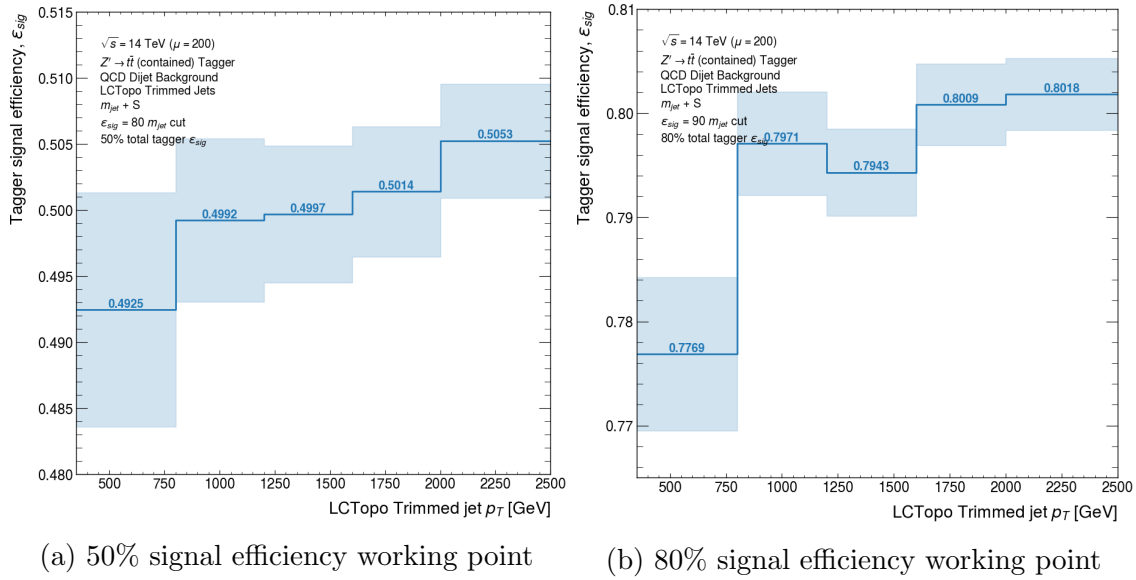 0.515
0.510
0.505
0.500
0.495
0.490
0.485
0.480
Tagger signal efficiency, ε_sig
√s = 14 TeV (μ = 200)
Z′ → tt̄ (contained) Tagger
QCD Dijet Background
LCTopo Trimmed Jets
m_jet + S
ε_sig = 80 m_jet cut
50% total tagger ε_sig
0.4925
0.4992
0.4997
0.5014
0.5053
500 750 1000 1250 1500 1750 2000 2250 2500
LCTopo Trimmed jet p_T [GeV]
(a) 50% signal efficiency working point
0.81
0.80
0.79
0.78
0.77
Tagger signal efficiency, ε_sig
√s = 14 TeV (μ = 200)
Z′ → tt̄ (contained) Tagger
QCD Dijet Background
LCTopo Trimmed Jets
m_jet + S
ε_sig = 90 m_jet cut
80% total tagger ε_sig
0.7769
0.7971
0.7943
0.8009
0.8018
500 750 1000 1250 1500 1750 2000 2250 2500
LCTopo Trimmed jet p_T [GeV]
(b) 80% signal efficiency working point